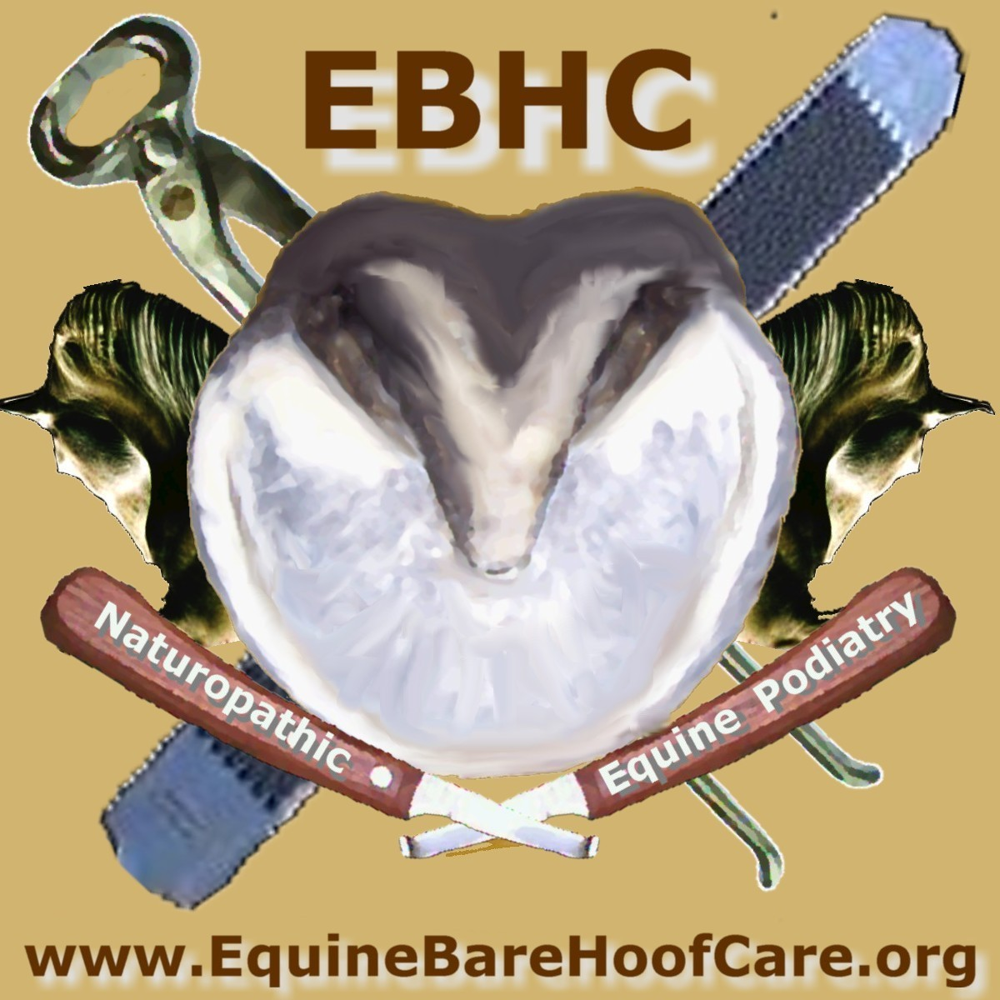 EBHC
Naturopathic •
Equine Podiatry
www.EquineBareHoofCare.org